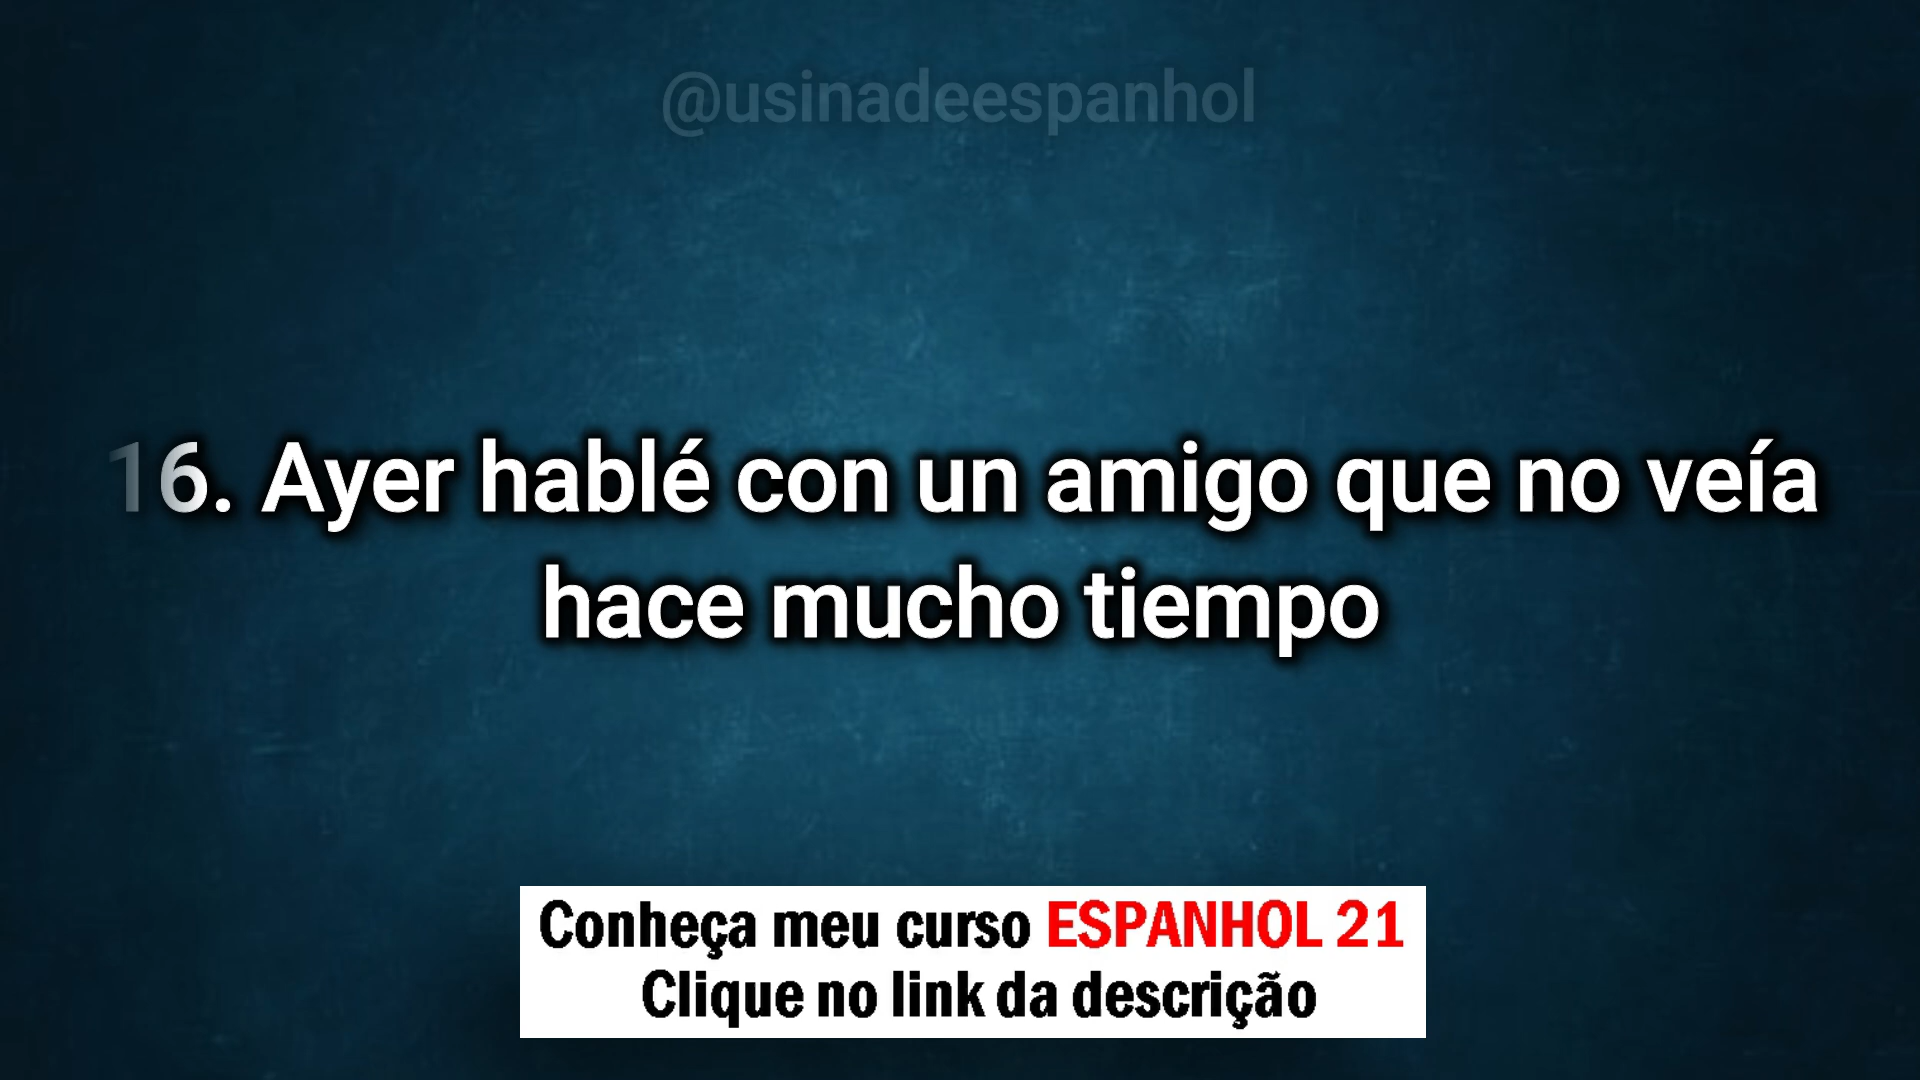 @usinadeespanhol
16. Ayer hablé con un amigo que no veía
hace mucho tiempo
Conheça meu curso ESPANHOL 21
Clique no link da descrição